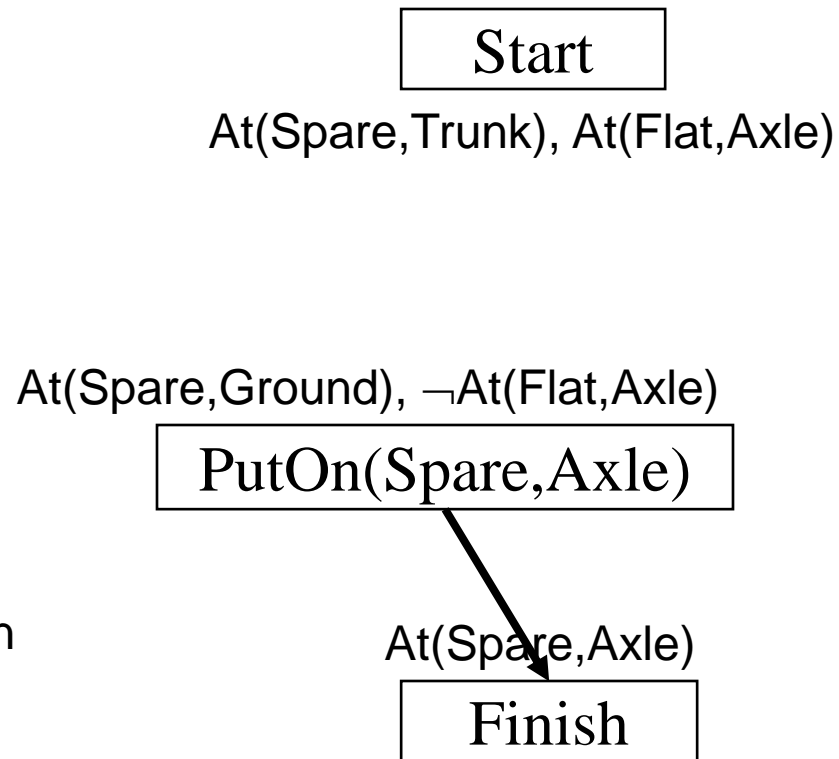 Start
At(Spare,Trunk), At(Flat,Axle)
At(Spare,Ground), ¬At(Flat,Axle)
PutOn(Spare,Axle)
At(Spare,Axle)
Finish